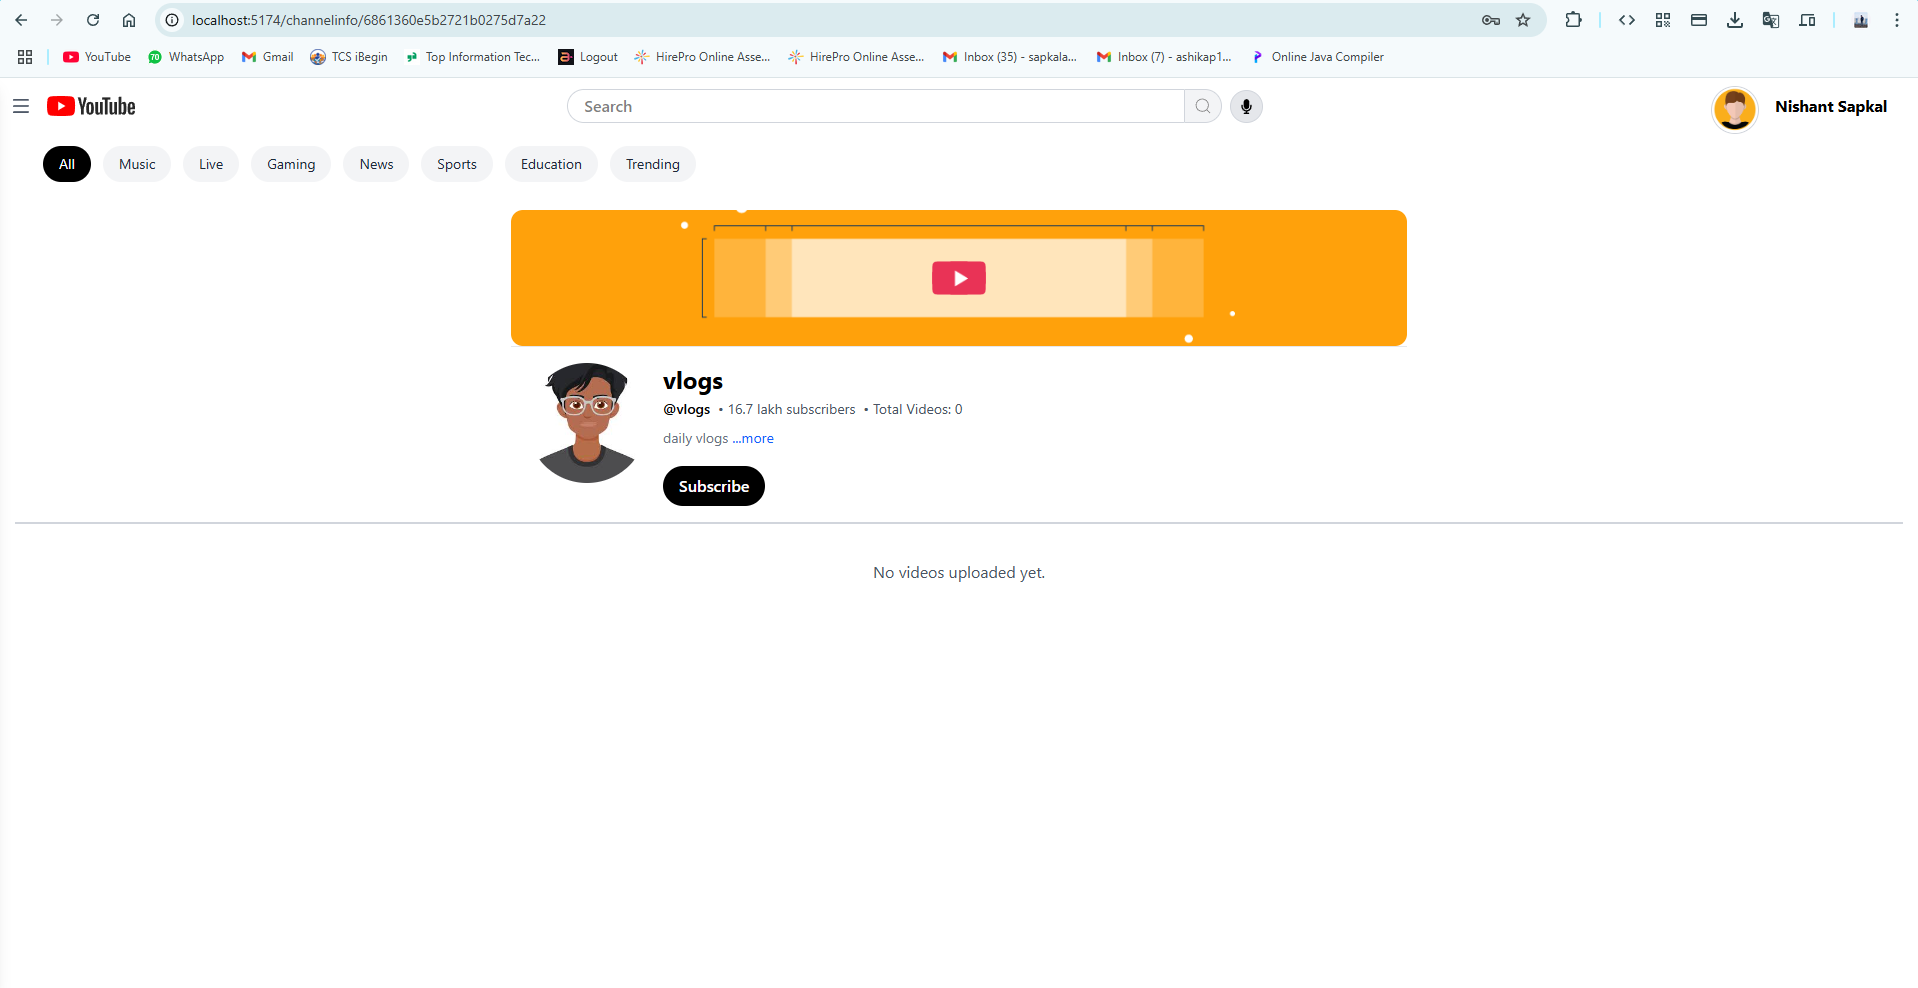 localhost:5174/channelinfo/6861360e5b2721b0275d7a22
YouTube
70
WhatsApp
Gmail
TCS iBegin
Top Information Tec...
Logout
HirePro Online Asse...
HirePro Online Asse...
Inbox (35) - sapkala...
Inbox (7) - ashikap1...
Online Java Compiler
YouTube
Search
Nishant Sapkal
All
Music
Live
Gaming
News
Sports
Education
Trending
vlogs
@vlogs • 16.7 lakh subscribers • Total Videos: 0
daily vlogs ...more
Subscribe
No videos uploaded yet.